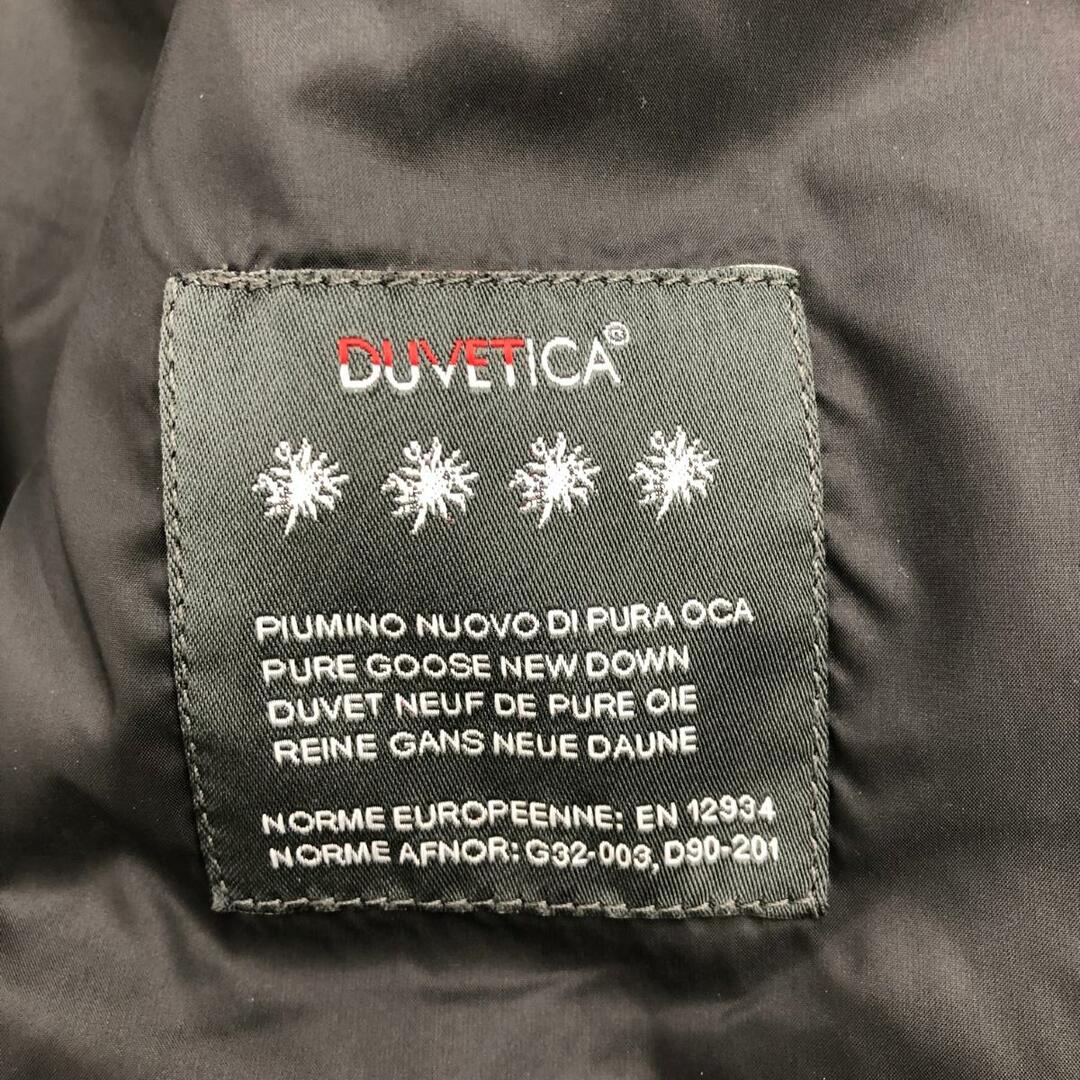 DUVETICA®
PIUMINO NUOVO DI PURA OCA
PURE GOOSE NEW DOWN
DUVET NEUF DE PURE OIE
REINE GANS NEUE DAUNE
NORME EUROPEENNE: EN 12934
NORME AFNOR: G32-003, D90-201